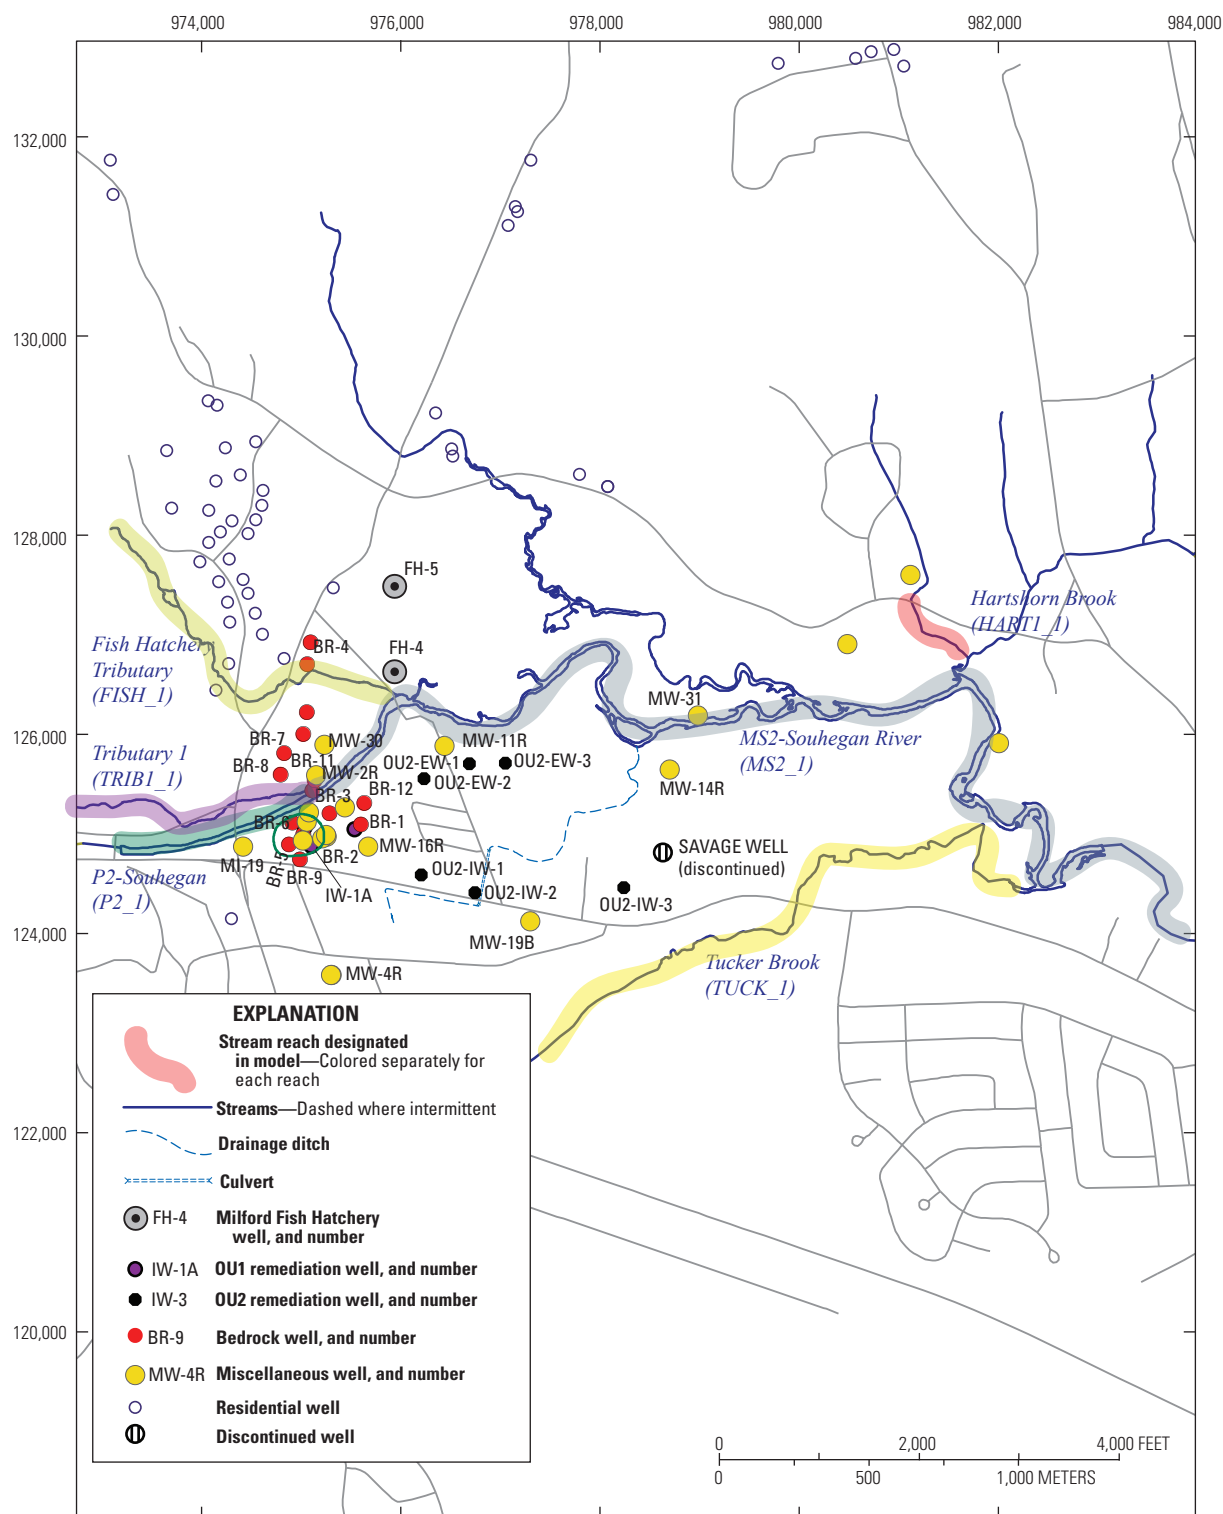 974,000
976,000
978,000
980,000
982,000
984,000
132,000
130,000
128,000
126,000
124,000
122,000
120,000
FH-5
FH-4
Hartshorn Brook
(HART1_1)
Fish Hatchery
Tributary
(FISH_1)
BR-4
MW-31
Tributary 1
(TRIB1_1)
BR-7
MW-30
MW-11R
MS2-Souhegan River
(MS2_1)
BR-8
BR-11
OU2-EW-1
OU2-EW-3
MW-2R
OU2-EW-2
MW-14R
BR-3
BR-12
BR-6
BR-1
MW-16R
SAVAGE WELL
(discontinued)
MI-19
BR-5
BR-2
BR-9
IW-1A
OU2-IW-1
OU2-IW-2
OU2-IW-3
P2-Souhegan
(P2_1)
MW-19B
MW-4R
Tucker Brook
(TUCK_1)
EXPLANATION
Stream reach designated
in model—Colored separately for
each reach
Streams—Dashed where intermittent
Drainage ditch
Culvert
FH-4 Milford Fish Hatchery
well, and number
IW-1A OU1 remediation well, and number
IW-3 OU2 remediation well, and number
BR-9 Bedrock well, and number
MW-4R Miscellaneous well, and number
Residential well
Discontinued well
0 2,000 4,000 FEET
0 500 1,000 METERS